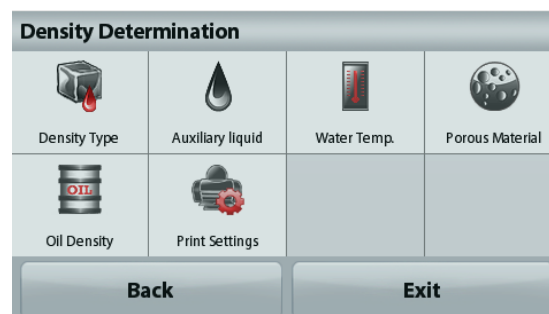 Density Determination
Density Type Auxiliary liquid Water Temp. Porous Material
OIL
Oil Density Print Settings
Back Exit